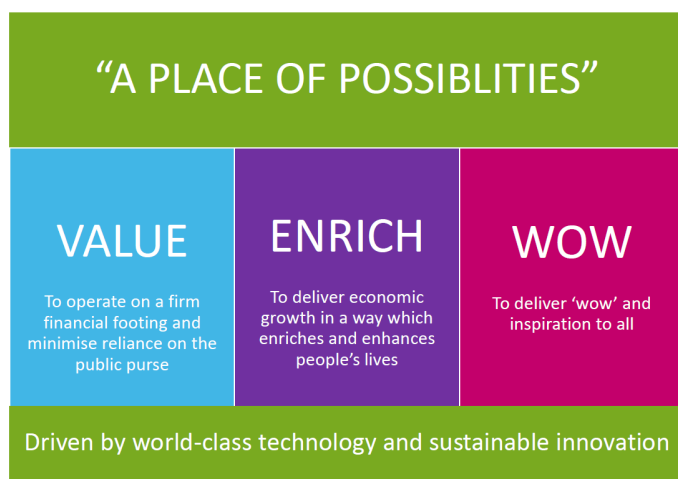 “A PLACE OF POSSIBLITIES”
VALUE
To operate on a firm
financial footing and
minimise reliance on the
public purse
ENRICH
To deliver economic
growth in a way which
enriches and enhances
people’s lives
WOW
To deliver ‘wow’ and
inspiration to all
Driven by world-class technology and sustainable innovation